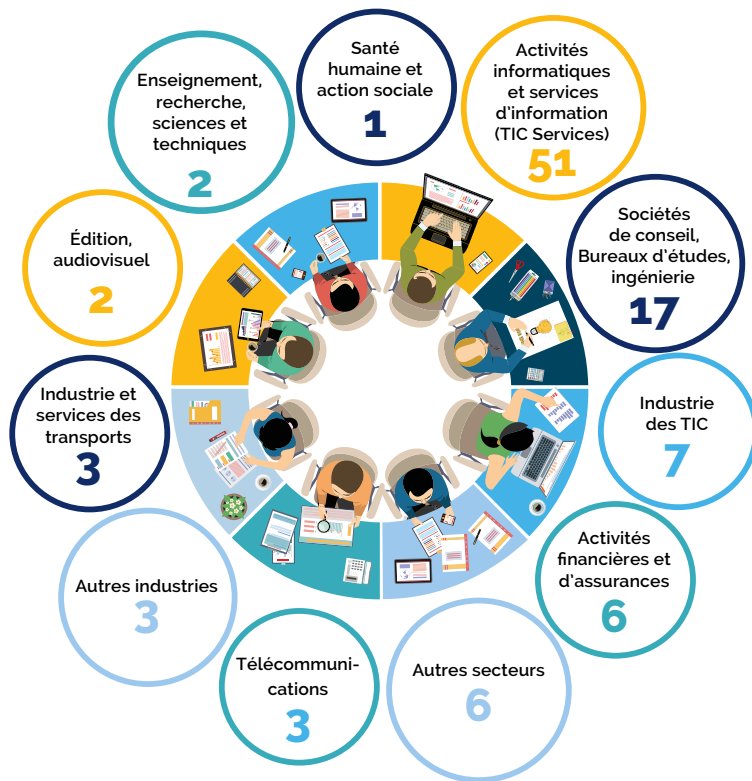 Santé
humaine et
action sociale
1
Activités
informatiques
et services
d'information
(TIC Services)
51
Sociétés
de conseil,
Bureaux d'études,
ingénierie
17
Industrie
des TIC
7
Activités
financières et
d'assurances
6
Autres secteurs
6
Télécommuni-
cations
3
Autres industries
3
Industrie et
services des
transports
3
Édition,
audiovisuel
2
Enseignement,
recherche,
sciences et
techniques
2